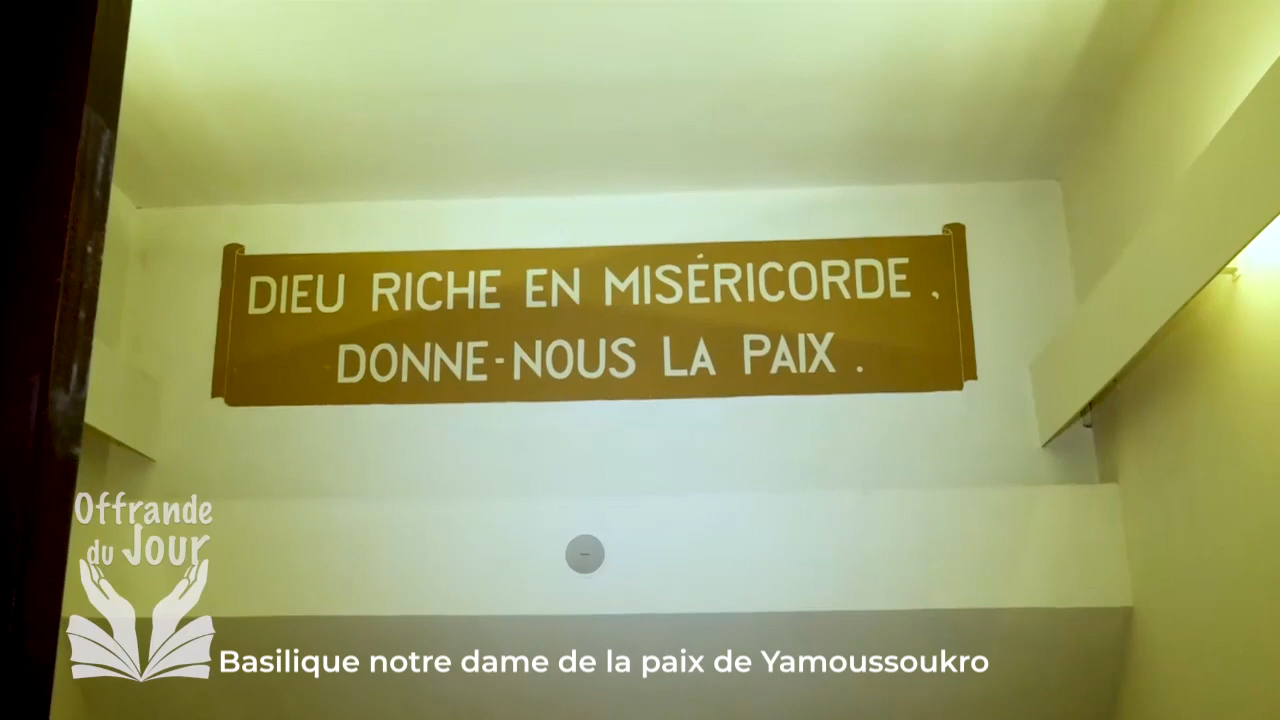 DIEU RICHE EN MISÉRICORDE ,
DONNE-NOUS LA PAIX .
Offrande
du Jour
Basilique notre dame de la paix de Yamoussoukro